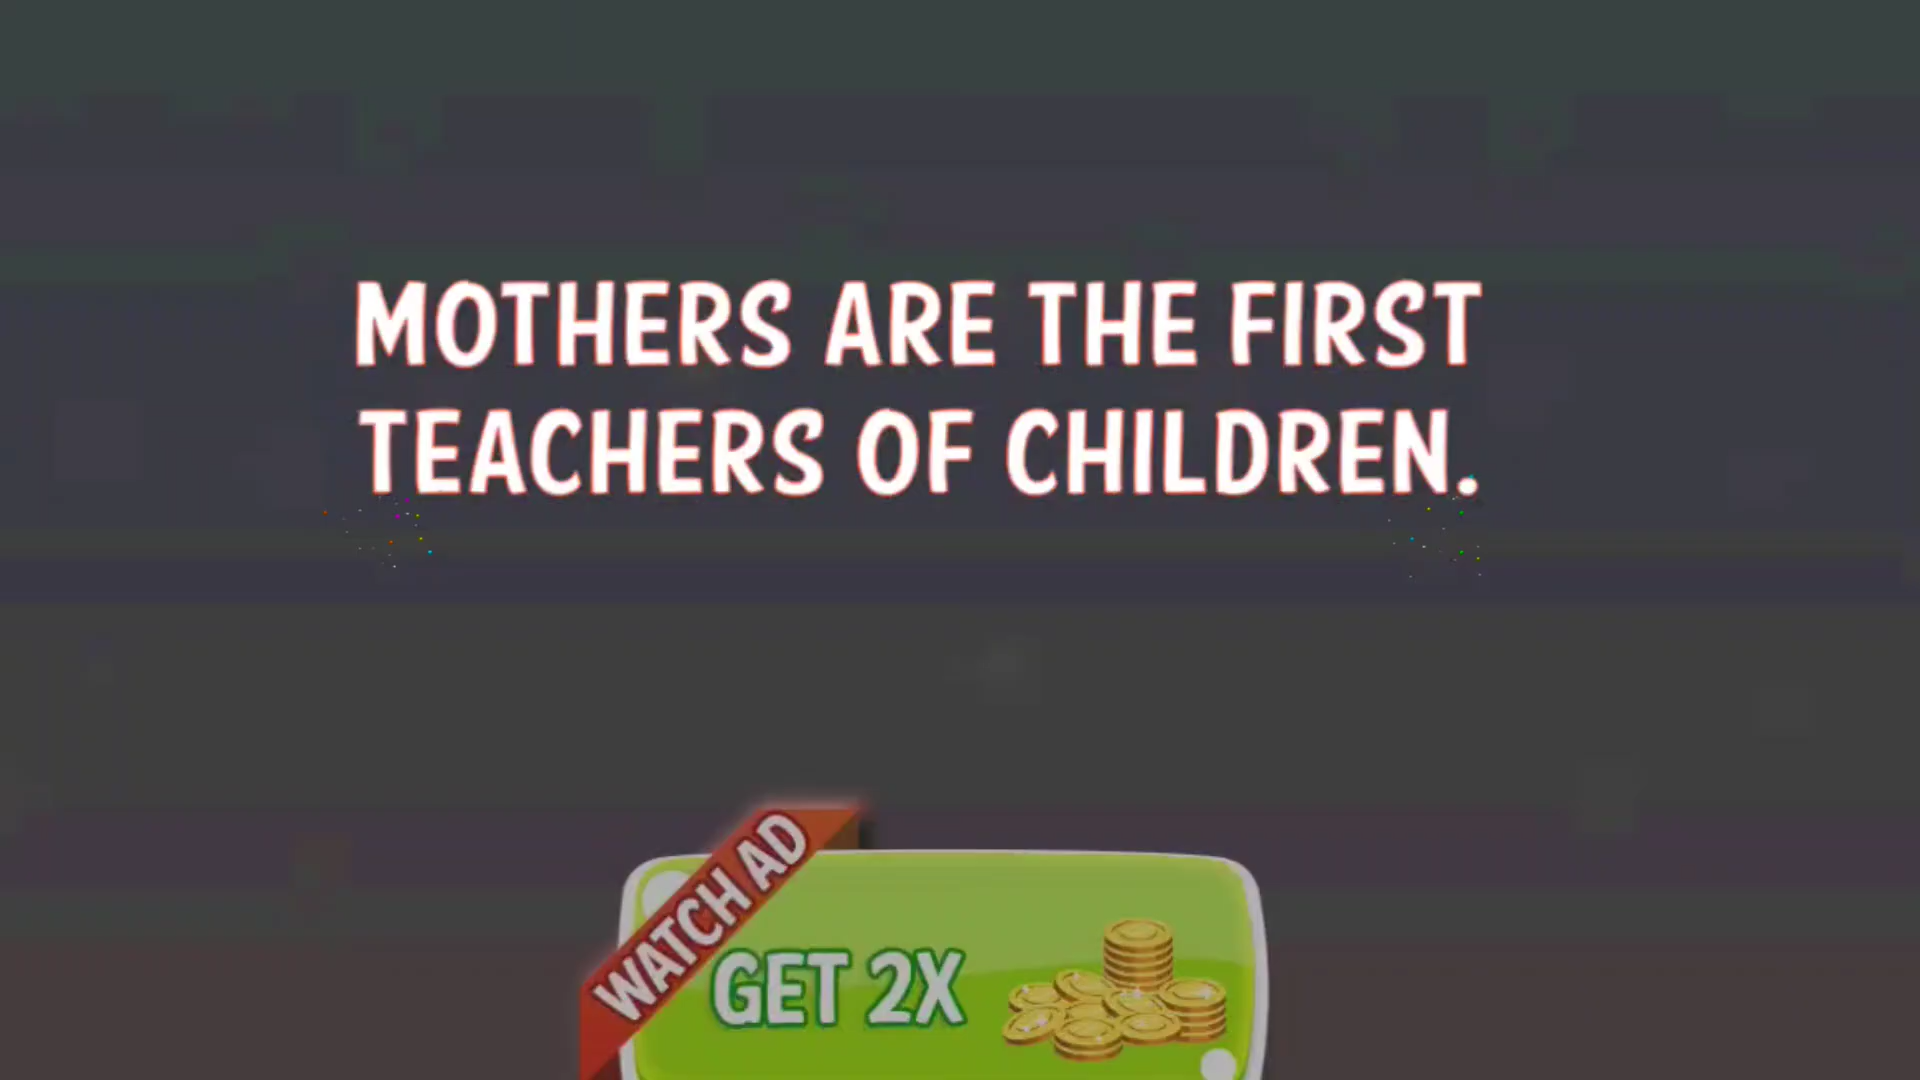 MOTHERS ARE THE FIRST
TEACHERS OF CHILDREN.
WATCH AD
GET 2X